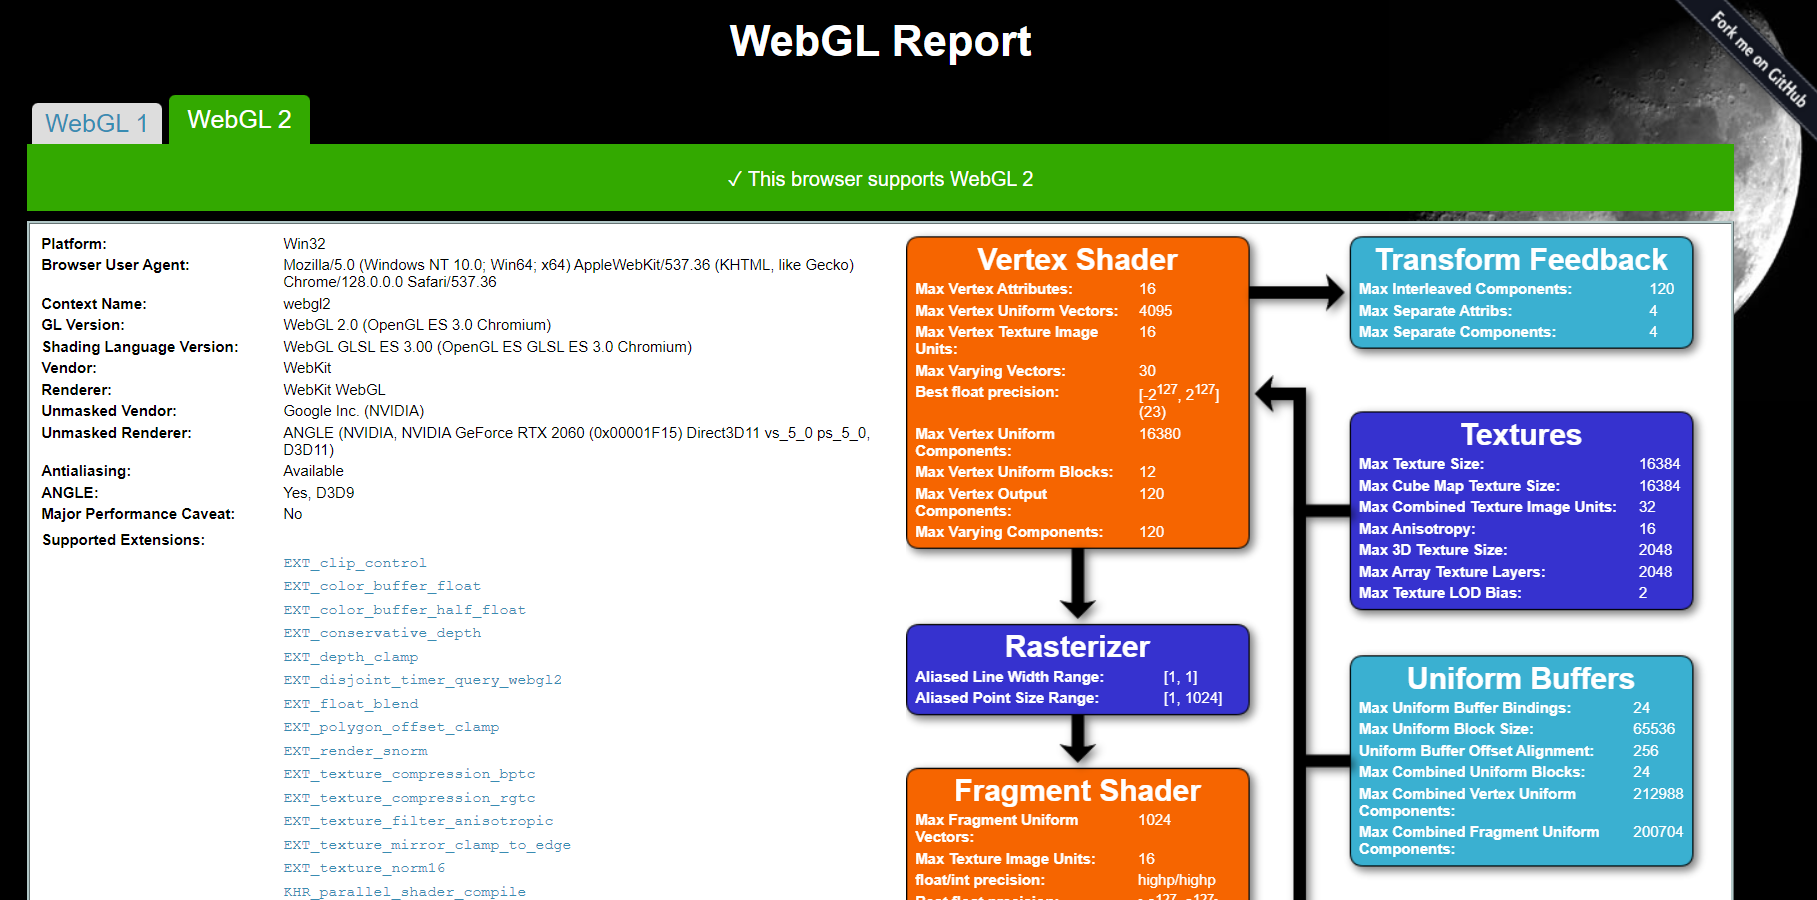 WebGL Report
Fork me on GitHub
WebGL 1
WebGL 2
✓ This browser supports WebGL 2
Platform: Win32
Browser User Agent: Mozilla/5.0 (Windows NT 10.0; Win64; x64) AppleWebKit/537.36 (KHTML, like Gecko)
Chrome/128.0.0.0 Safari/537.36
Context Name: webgl2
GL Version: WebGL 2.0 (OpenGL ES 3.0 Chromium)
Shading Language Version: WebGL GLSL ES 3.00 (OpenGL ES GLSL ES 3.0 Chromium)
Vendor: WebKit
Renderer: WebKit WebGL
Unmasked Vendor: Google Inc. (NVIDIA)
Unmasked Renderer: ANGLE (NVIDIA, NVIDIA GeForce RTX 2060 (0x00001F15) Direct3D11 vs_5_0 ps_5_0,
D3D11)
Antialiasing: Available
ANGLE: Yes, D3D9
Major Performance Caveat: No
Supported Extensions:
EXT_clip_control
EXT_color_buffer_float
EXT_color_buffer_half_float
EXT_conservative_depth
EXT_depth_clamp
EXT_disjoint_timer_query_webgl2
EXT_float_blend
EXT_polygon_offset_clamp
EXT_render_snorm
EXT_texture_compression_bptc
EXT_texture_compression_rgtc
EXT_texture_filter_anisotropic
EXT_texture_mirror_clamp_to_edge
EXT_texture_norm16
KHR_parallel_shader_compile
Vertex Shader
Max Vertex Attributes: 16
Max Vertex Uniform Vectors: 4095
Max Vertex Texture Image 16
Units:
Max Varying Vectors: 30
Best float precision: [-2^127, 2^127]
(23)
Max Vertex Uniform 16380
Components:
Max Vertex Uniform Blocks: 12
Max Vertex Output 120
Components:
Max Varying Components: 120
Rasterizer
Aliased Line Width Range: [1, 1]
Aliased Point Size Range: [1, 1024]
Fragment Shader
Max Fragment Uniform 1024
Vectors:
Max Texture Image Units: 16
float/int precision: highp/highp
Best float precision: [-2^127, 2^127]
Transform Feedback
Max Interleaved Components: 120
Max Separate Attribs: 4
Max Separate Components: 4
Textures
Max Texture Size: 16384
Max Cube Map Texture Size: 16384
Max Combined Texture Image Units: 32
Max Anisotropy: 16
Max 3D Texture Size: 2048
Max Array Texture Layers: 2048
Max Texture LOD Bias: 2
Uniform Buffers
Max Uniform Buffer Bindings: 24
Max Uniform Block Size: 65536
Uniform Buffer Offset Alignment: 256
Max Combined Uniform Blocks: 24
Max Combined Vertex Uniform 212988
Components:
Max Combined Fragment Uniform 200704
Components: